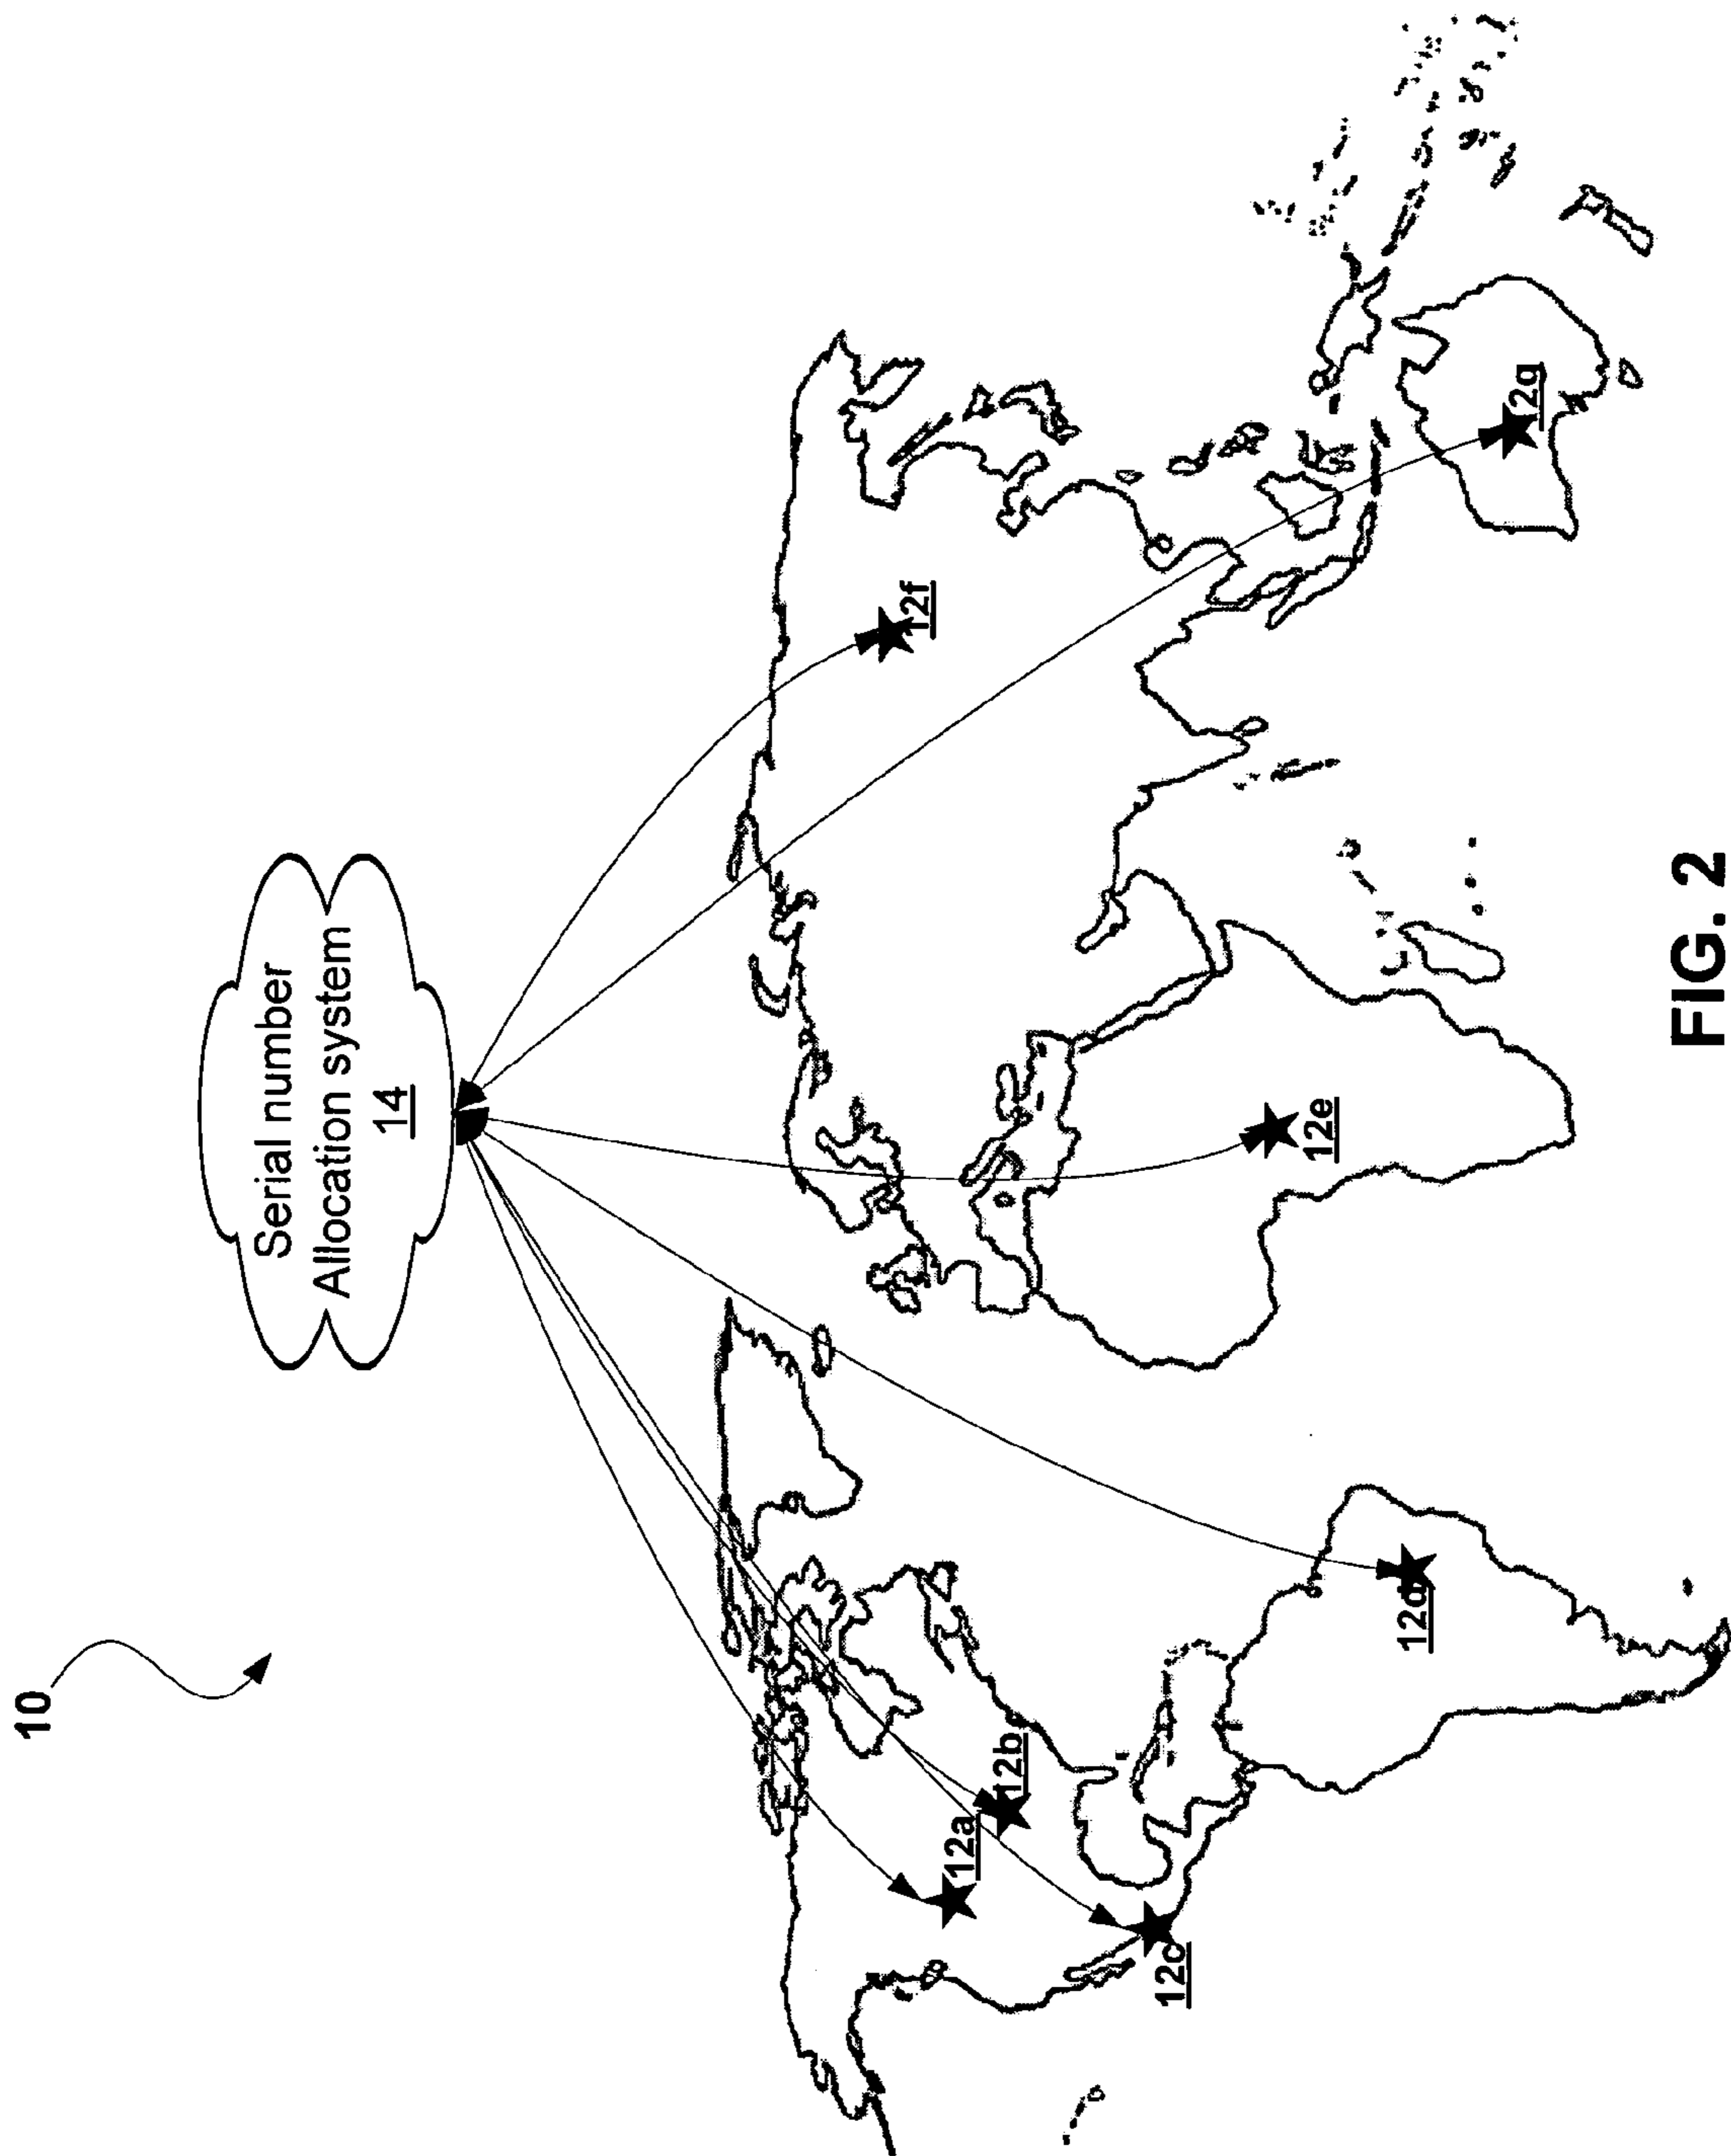 10
Serial number
Allocation system
14
12f
12a
12b
12c
12e
12d
12g
FIG. 2